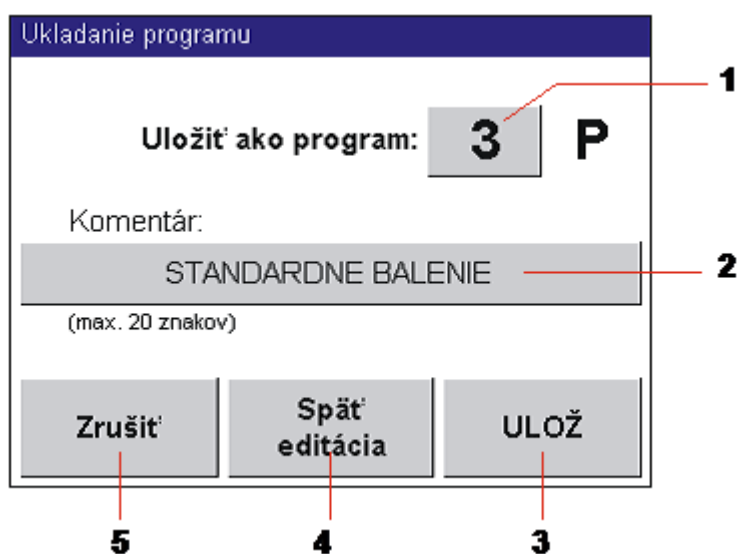 Ukladanie programu
1
Uložiť ako program: 3 P
Komentár:
STANDARDNE BALENIE
2
(max. 20 znakov)
Zrušiť
Späť
editácia
ULOŽ
5
4
3